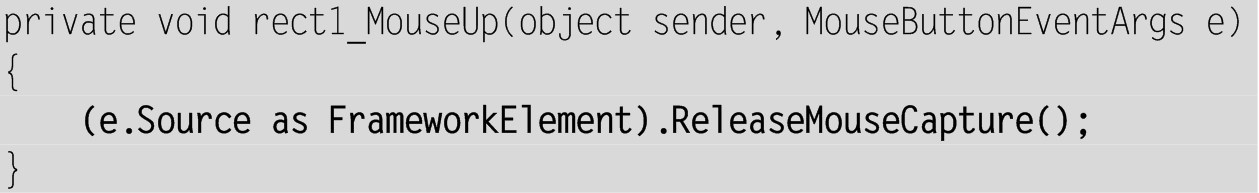 private void rect1_MouseUp(object sender, MouseButtonEventArgs e)
{
    (e.Source as FrameworkElement).ReleaseMouseCapture();
}